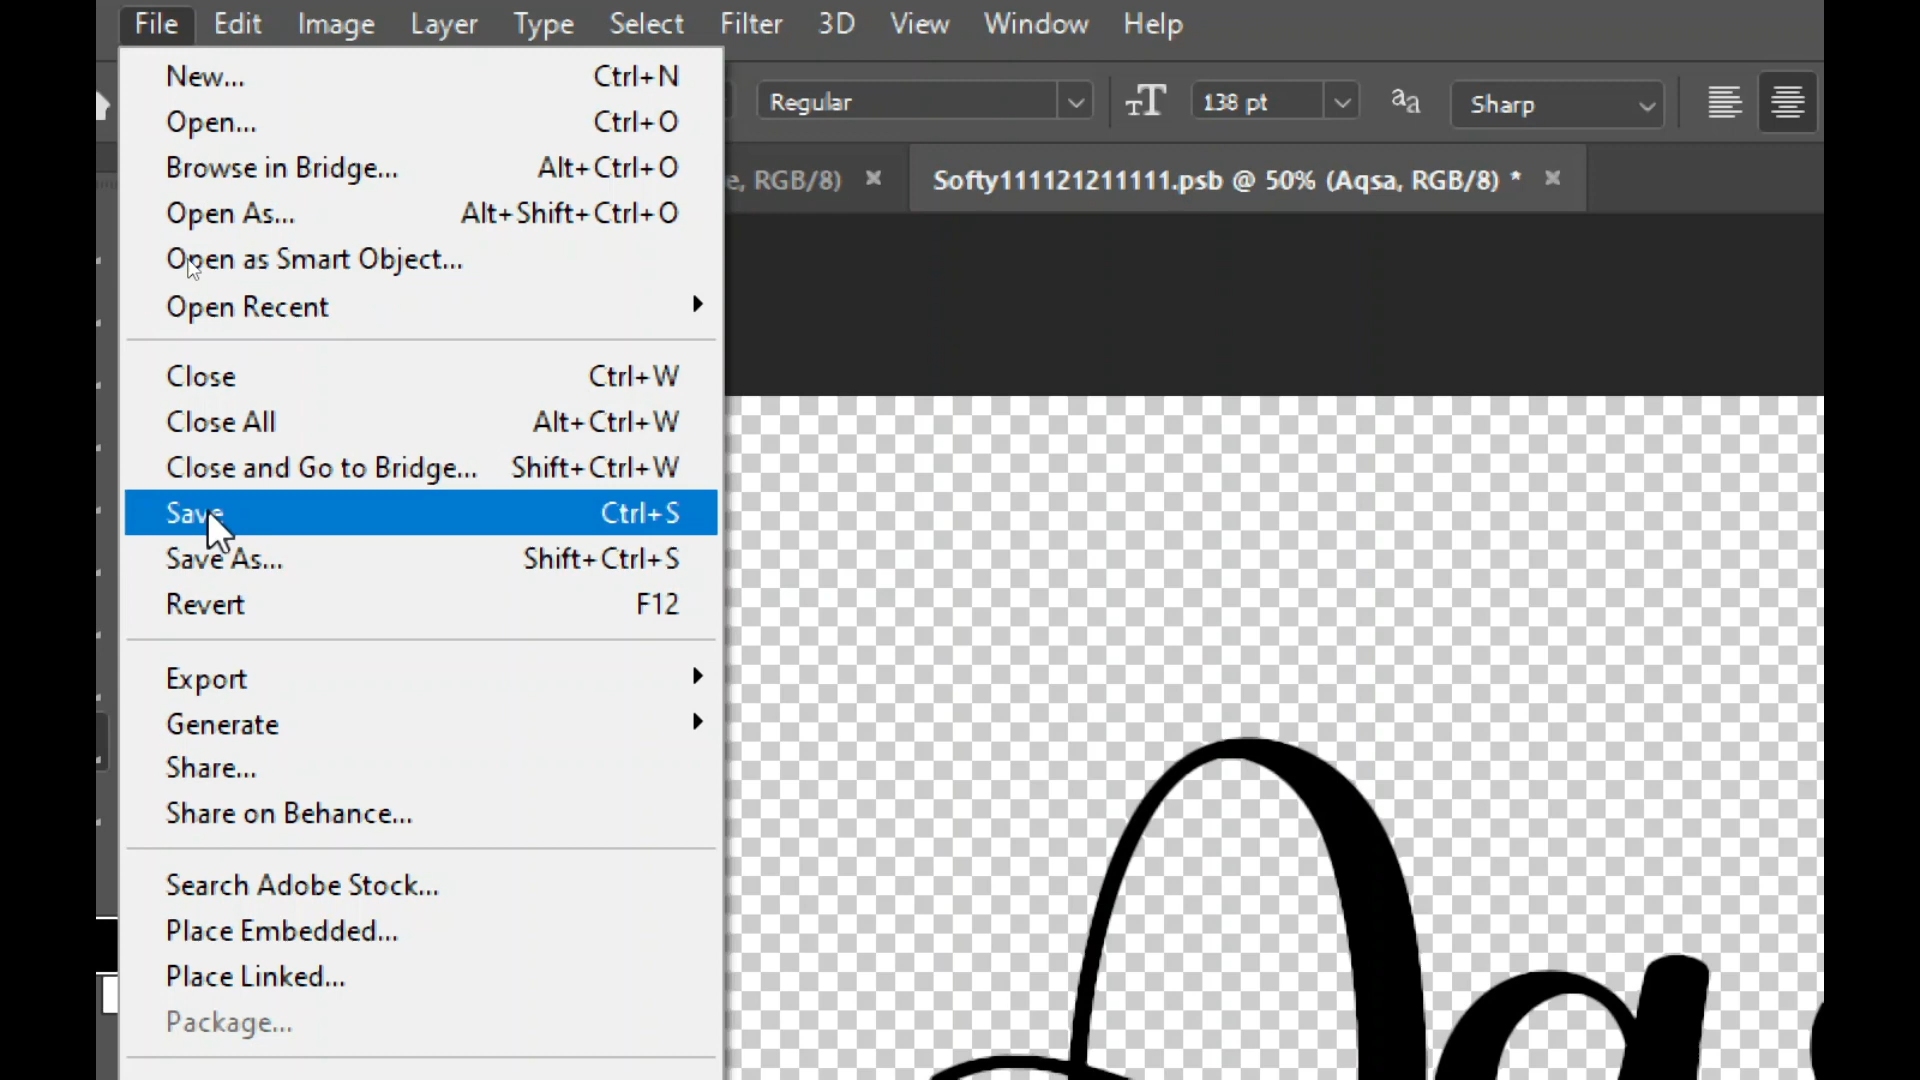 File Edit Image Layer Type Select Filter 3D View Window Help
Regular 138 pt Sharp
e, RGB/8) × Softy111121211111.psb @ 50% (Aqsa, RGB/8) * ×
New... Ctrl+N
Open... Ctrl+O
Browse in Bridge... Alt+Ctrl+O
Open As... Alt+Shift+Ctrl+O
Open as Smart Object...
Open Recent
Close Ctrl+W
Close All Alt+Ctrl+W
Close and Go to Bridge... Shift+Ctrl+W
Save Ctrl+S
Save As... Shift+Ctrl+S
Revert F12
Export
Generate
Share...
Share on Behance...
Search Adobe Stock...
Place Embedded...
Place Linked...
Package...